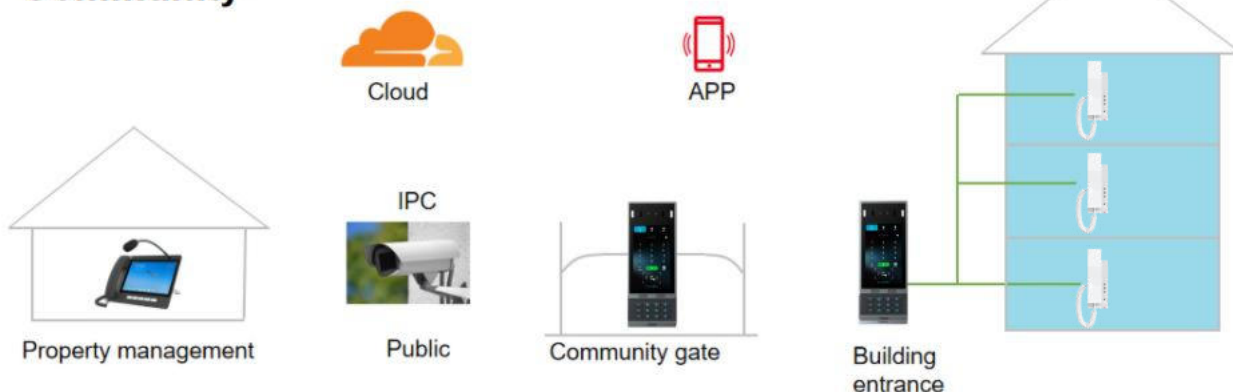 Cloud
APP
IPC
Property management
Public
Community gate
Building
entrance